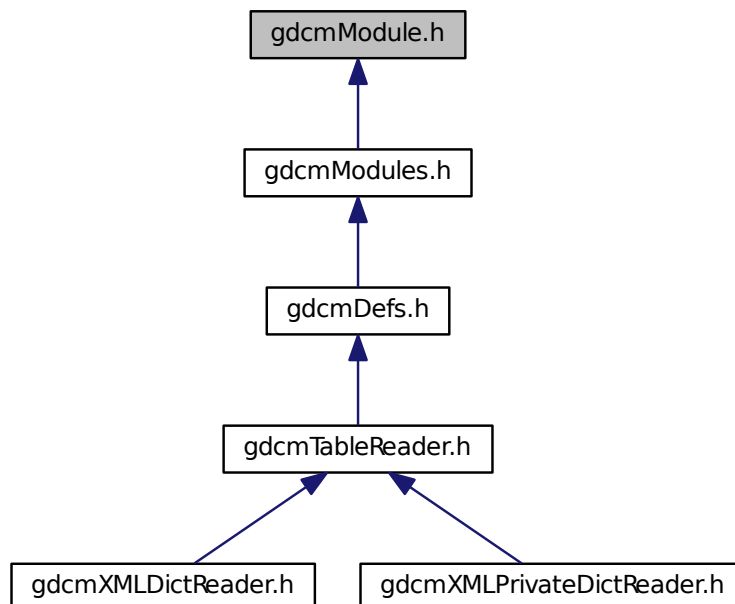 gdcmModule.h
gdcmModules.h
gdcmDefs.h
gdcmTableReader.h
gdcmXMLDictReader.h
gdcmXMLPrivateDictReader.h